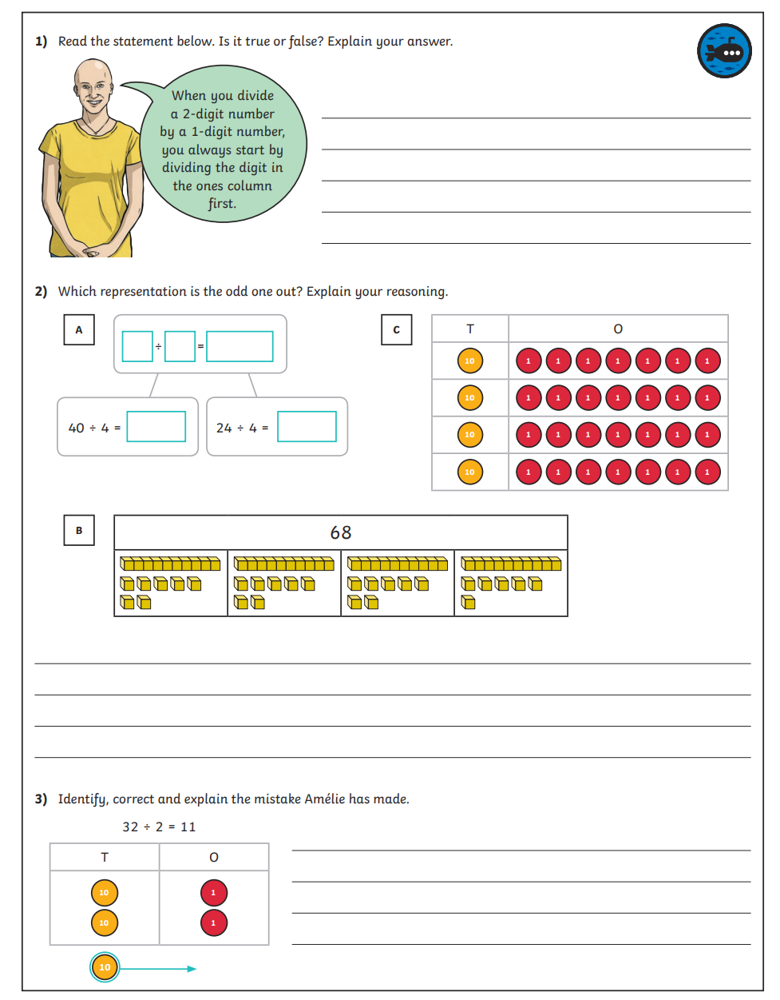 1) Read the statement below. Is it true or false? Explain your answer.
When you divide
a 2-digit number
by a 1-digit number,
you always start by
dividing the digit in
the ones column
first.
2) Which representation is the odd one out? Explain your reasoning.
A
÷ =
40 ÷ 4 =
24 ÷ 4 =
C
T O
10 1 1 1 1 1 1 1
10 1 1 1 1 1 1 1
10 1 1 1 1 1 1 1
10 1 1 1 1 1 1 1
B
68
3) Identify, correct and explain the mistake Amélie has made.
32 ÷ 2 = 11
T O
10 1
10 1
10